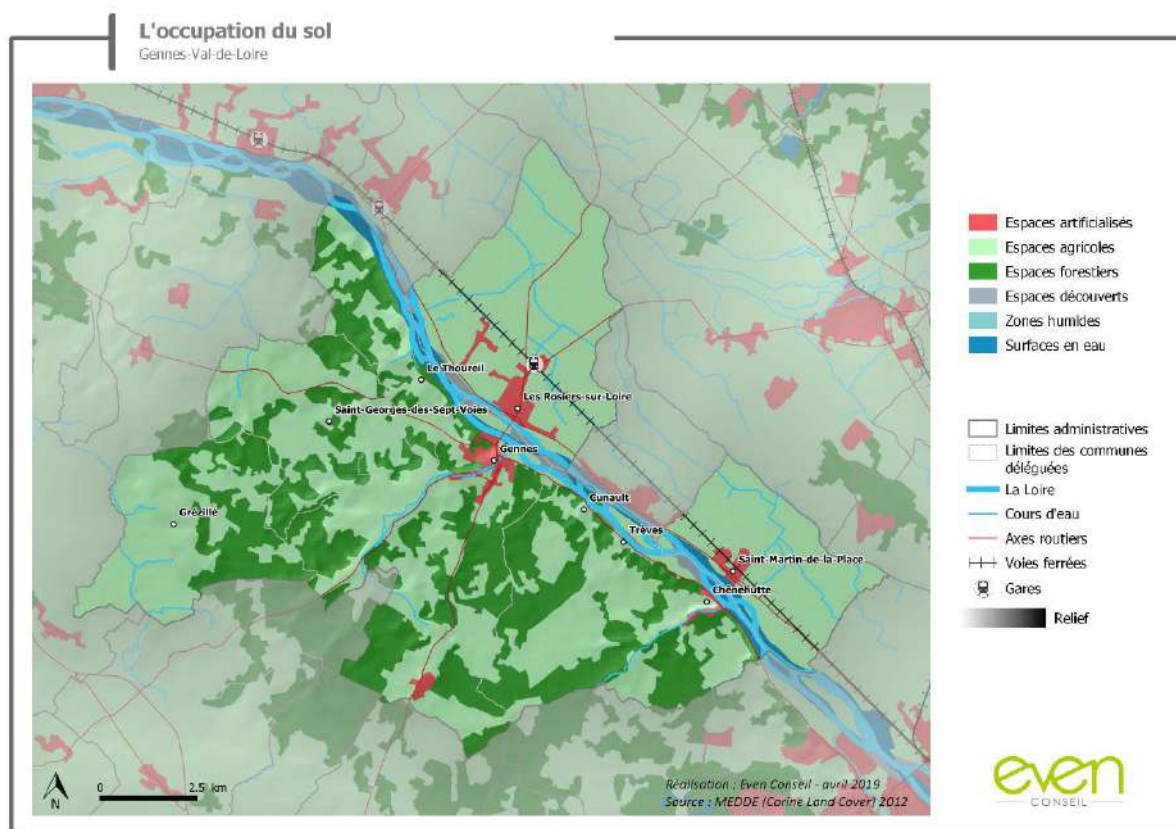 L'occupation du sol
Gennes-Val-de-Loire
Le Thoureil
Les Rosiers-sur-Loire
Saint-Georges-des-Sept-Voies
Gennes
Cunault
Grézillé
Trèves
Saint-Martin-de-la-Place
Chênehutte
N
0 2.5 km
Réalisation : Even Conseil - avril 2019
Source : MEDDE (Corine Land Cover) 2012
Espaces artificialisés
Espaces agricoles
Espaces forestiers
Espaces découverts
Zones humides
Surfaces en eau
Limites administratives
Limites des communes
déléguées
La Loire
Cours d'eau
Axes routiers
Voies ferrées
Gares
Relief
even
CONSEIL